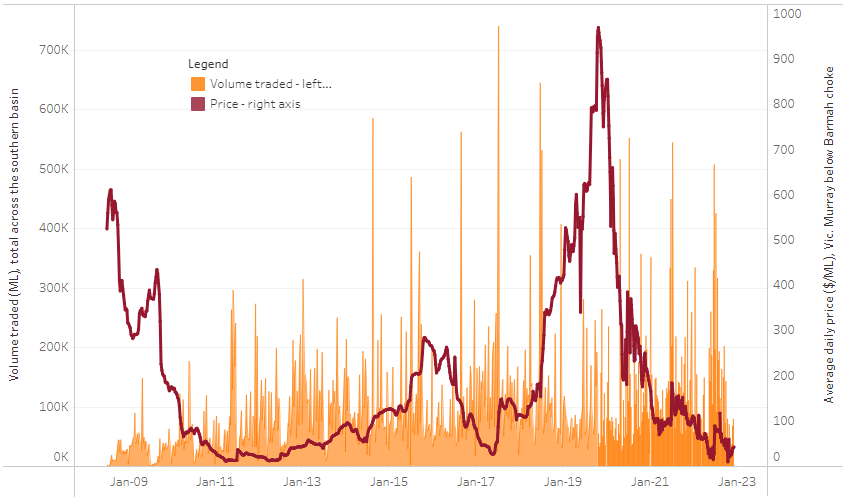 Legend
Volume traded - left...
Price - right axis
Volume traded (ML), total across the southern basin
700K
600K
500K
400K
300K
200K
100K
0K
1000
900
800
700
600
500
400
300
200
100
0
Average daily price ($/ML), Vic. Murray below Barmah choke
Jan-09
Jan-11
Jan-13
Jan-15
Jan-17
Jan-19
Jan-21
Jan-23